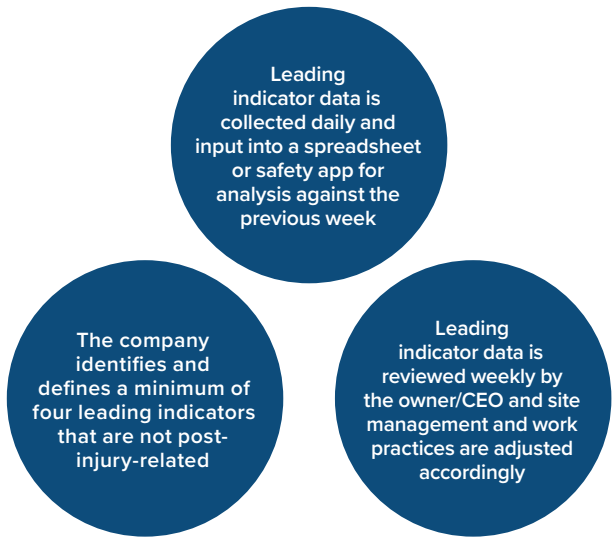 Leading
indicator data is
collected daily and
input into a spreadsheet
or safety app for
analysis against the
previous week
The company
identifies and
defines a minimum of
four leading indicators
that are not post-
injury-related
Leading
indicator data is
reviewed weekly by
the owner/CEO and site
management and work
practices are adjusted
accordingly